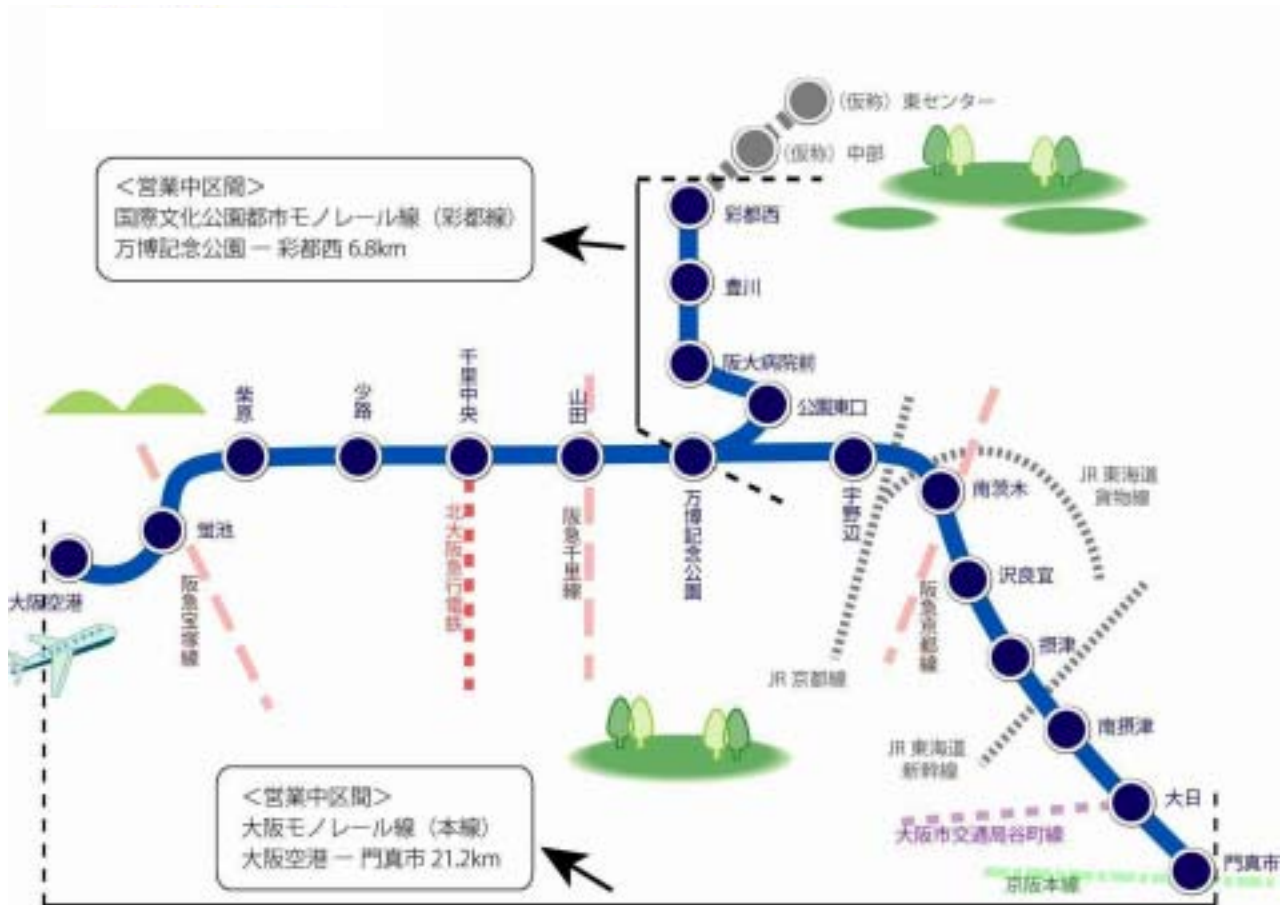 (仮称) 東センター
(仮称) 中部
＜営業中区間＞
国際文化公園都市モノレール線（彩都線）
万博記念公園 ー 彩都西 6.8km
彩都西
豊川
阪大病院前
公園東口
柴原
少路
千里中央
山田
万博記念公園
宇野辺
南茨木
JR 東海道
貨物線
蛍池
大阪空港
阪急宝塚線
北大阪急行電鉄
阪急千里線
JR 京都線
阪急京都線
沢良宜
摂津
南摂津
JR 東海道
新幹線
大日
大阪市交通局谷町線
門真市
京阪本線
＜営業中区間＞
大阪モノレール線（本線）
大阪空港 ー 門真市 21.2km